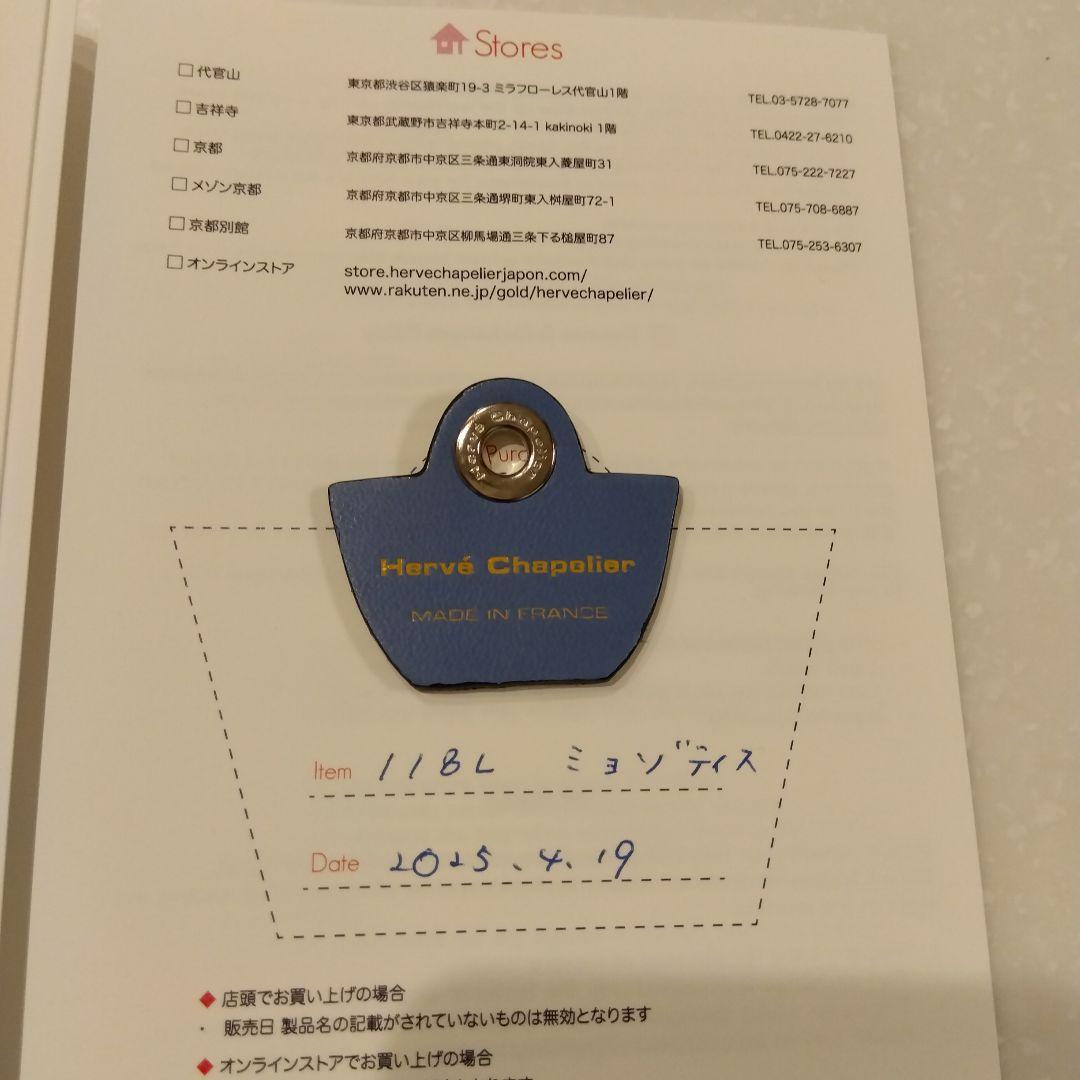 Stores
□ 代官山 東京都渋谷区猿楽町19-3 ミラフローレス代官山1階 TEL.03-5728-7077
□ 吉祥寺 東京都武蔵野市吉祥寺本町2-14-1 kakinoki 1階 TEL.0422-27-6210
□ 京都 京都府京都市中京区三条通東洞院東入菱屋町31 TEL.075-222-7227
□ メゾン京都 京都府京都市中京区三条通堺町東入桝屋町72-1 TEL.075-708-6887
□ 京都別館 京都府京都市中京区柳馬場通三条下る槌屋町87 TEL.075-253-6307
□ オンラインストア store.hervechapelierjapon.com/
www.rakuten.ne.jp/gold/hervechapelier/
Herve Chapelier
Purc
Hervé Chapelier
MADE IN FRANCE
Item 118L ミョゾティス
Date 2025.4.19
◆ 店頭でお買い上げの場合
・ 販売日 製品名の記載がされていないものは無効となります
◆ オンラインストアでお買い上げの場合